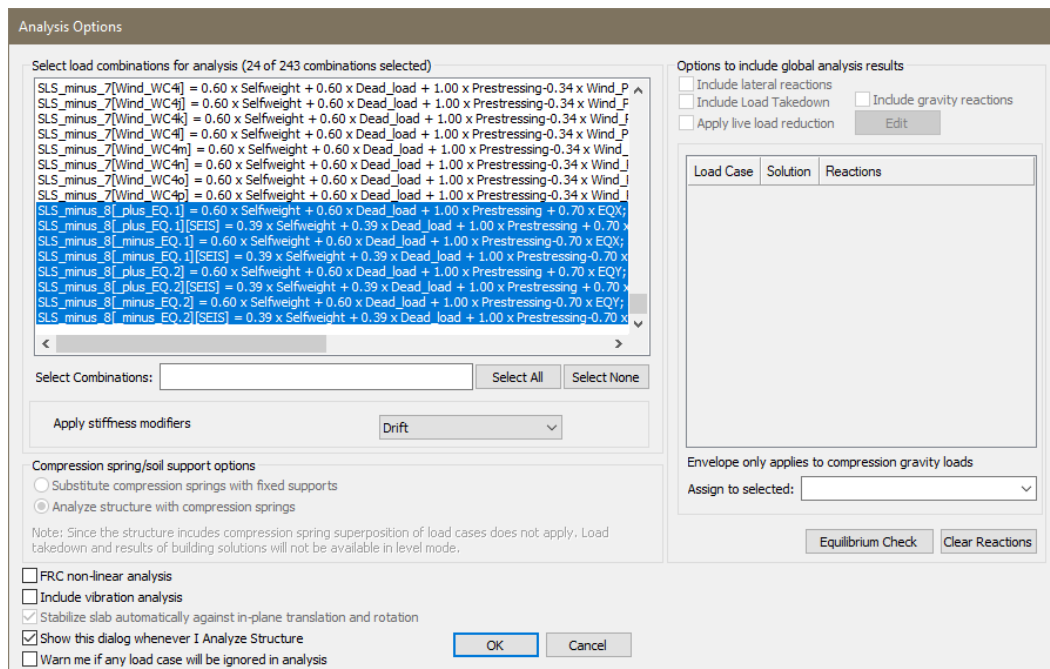 Analysis Options
Select load combinations for analysis (24 of 243 combinations selected)
SLS_minus_7[Wind_WC4i] = 0.60 x Selfweight + 0.60 x Dead_load + 1.00 x Prestressing-0.34 x Wind_P
SLS_minus_7[Wind_WC4j] = 0.60 x Selfweight + 0.60 x Dead_load + 1.00 x Prestressing-0.34 x Wind_P
SLS_minus_7[Wind_WC4k] = 0.60 x Selfweight + 0.60 x Dead_load + 1.00 x Prestressing-0.34 x Wind_P
SLS_minus_7[Wind_WC4l] = 0.60 x Selfweight + 0.60 x Dead_load + 1.00 x Prestressing-0.34 x Wind_P
SLS_minus_7[Wind_WC4m] = 0.60 x Selfweight + 0.60 x Dead_load + 1.00 x Prestressing-0.34 x Wind_
SLS_minus_7[Wind_WC4n] = 0.60 x Selfweight + 0.60 x Dead_load + 1.00 x Prestressing-0.34 x Wind_
SLS_minus_7[Wind_WC4o] = 0.60 x Selfweight + 0.60 x Dead_load + 1.00 x Prestressing-0.34 x Wind_
SLS_minus_7[Wind_WC4p] = 0.60 x Selfweight + 0.60 x Dead_load + 1.00 x Prestressing-0.34 x Wind_
SLS_minus_8[_plus_EQ.1] = 0.60 x Selfweight + 0.60 x Dead_load + 1.00 x Prestressing + 0.70 x EQX;
SLS_minus_8[_plus_EQ.1][SEIS] = 0.39 x Selfweight + 0.39 x Dead_load + 1.00 x Prestressing + 0.70 x
SLS_minus_8[_minus_EQ.1] = 0.60 x Selfweight + 0.60 x Dead_load + 1.00 x Prestressing-0.70 x EQX;
SLS_minus_8[_minus_EQ.1][SEIS] = 0.39 x Selfweight + 0.39 x Dead_load + 1.00 x Prestressing-0.70 x
SLS_minus_8[_plus_EQ.2] = 0.60 x Selfweight + 0.60 x Dead_load + 1.00 x Prestressing + 0.70 x EQY;
SLS_minus_8[_plus_EQ.2][SEIS] = 0.39 x Selfweight + 0.39 x Dead_load + 1.00 x Prestressing + 0.70 x
SLS_minus_8[_minus_EQ.2] = 0.60 x Selfweight + 0.60 x Dead_load + 1.00 x Prestressing-0.70 x EQY;
SLS_minus_8[_minus_EQ.2][SEIS] = 0.39 x Selfweight + 0.39 x Dead_load + 1.00 x Prestressing-0.70 x
Select Combinations:
Select All
Select None
Apply stiffness modifiers
Drift
Compression spring/soil support options
Substitute compression springs with fixed supports
Analyze structure with compression springs
Note: Since the structure incudes compression spring superposition of load cases does not apply. Load
takedown and results of building solutions will not be available in level mode.
FRC non-linear analysis
Include vibration analysis
Stabilize slab automatically against in-plane translation and rotation
Show this dialog whenever I Analyze Structure
Warn me if any load case will be ignored in analysis
OK
Cancel
Options to include global analysis results
Include lateral reactions
Include Load Takedown
Include gravity reactions
Apply live load reduction
Edit
Load Case
Solution
Reactions
Envelope only applies to compression gravity loads
Assign to selected:
Equilibrium Check
Clear Reactions